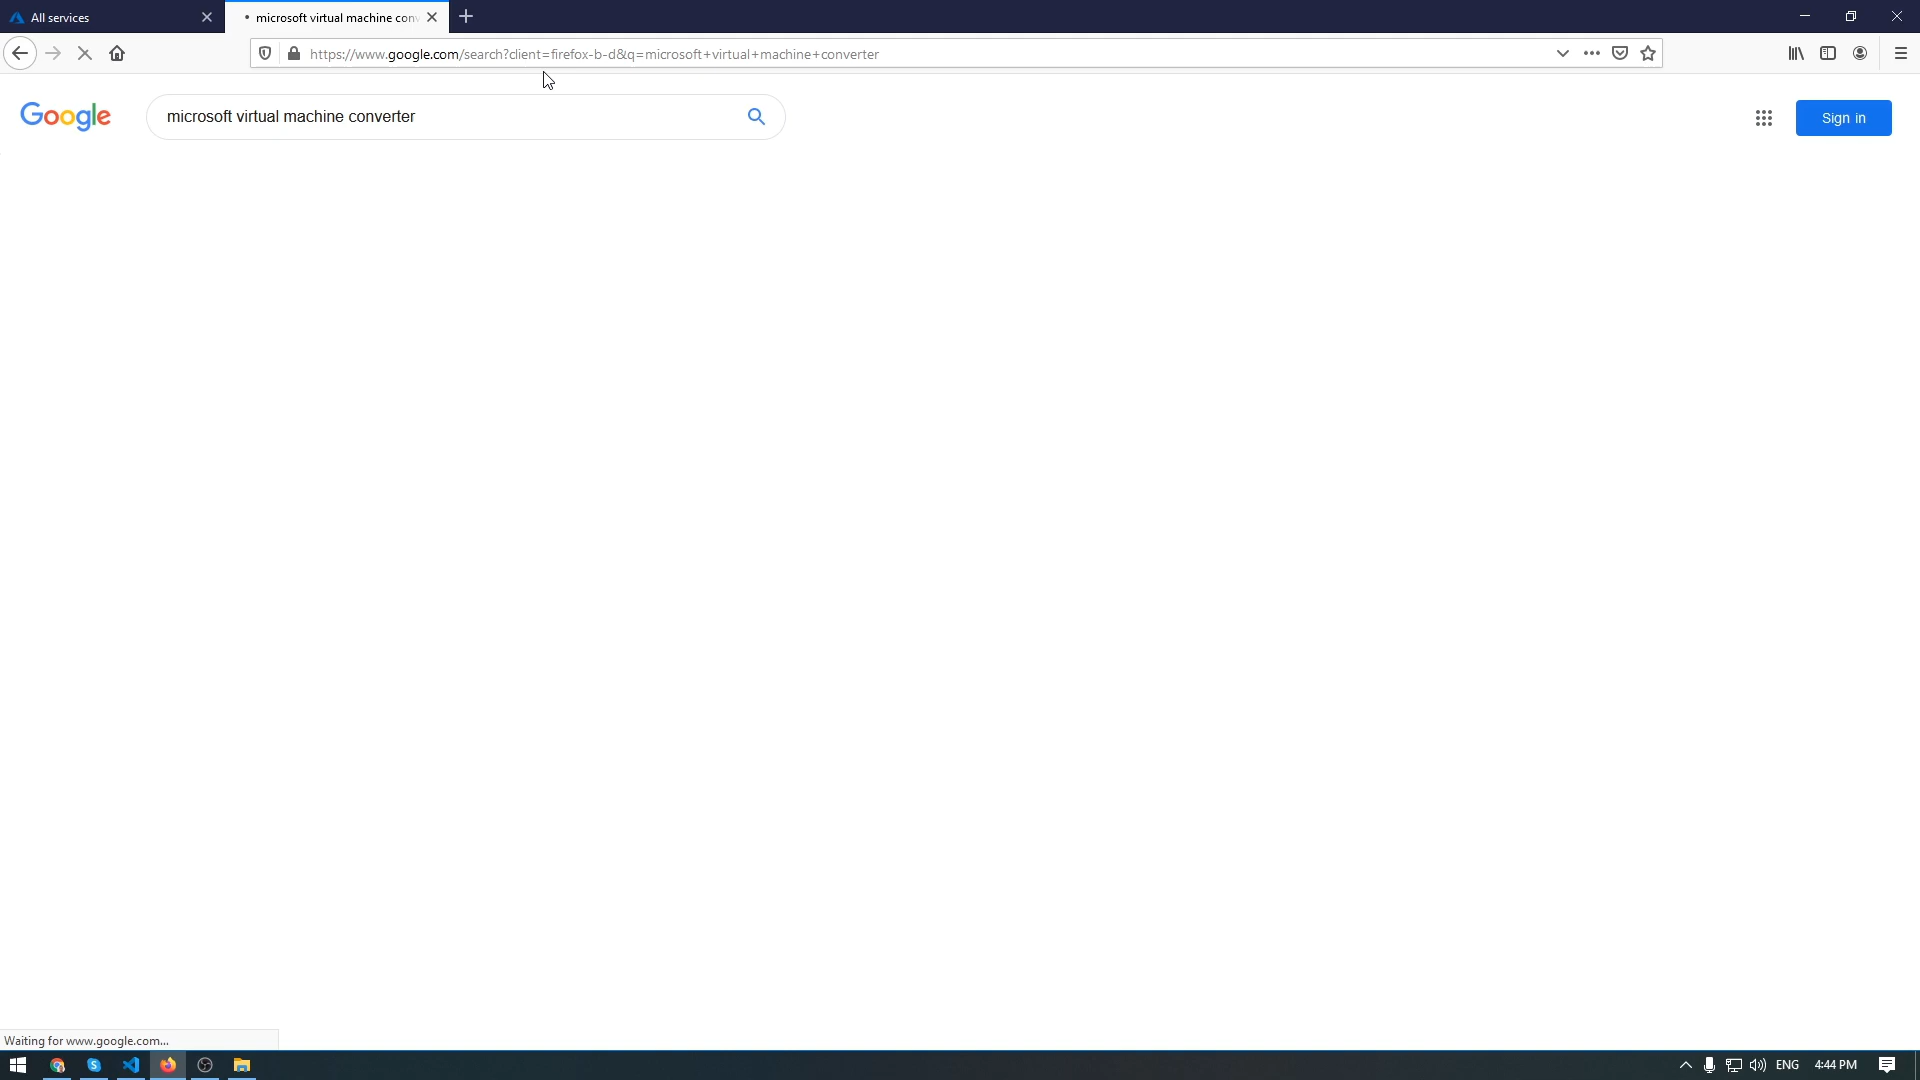 All services
microsoft virtual machine conv
https://www.google.com/search?client=firefox-b-d&q=microsoft+virtual+machine+converter
Google
microsoft virtual machine converter
Sign in
Waiting for www.google.com...
ENG
4:44 PM